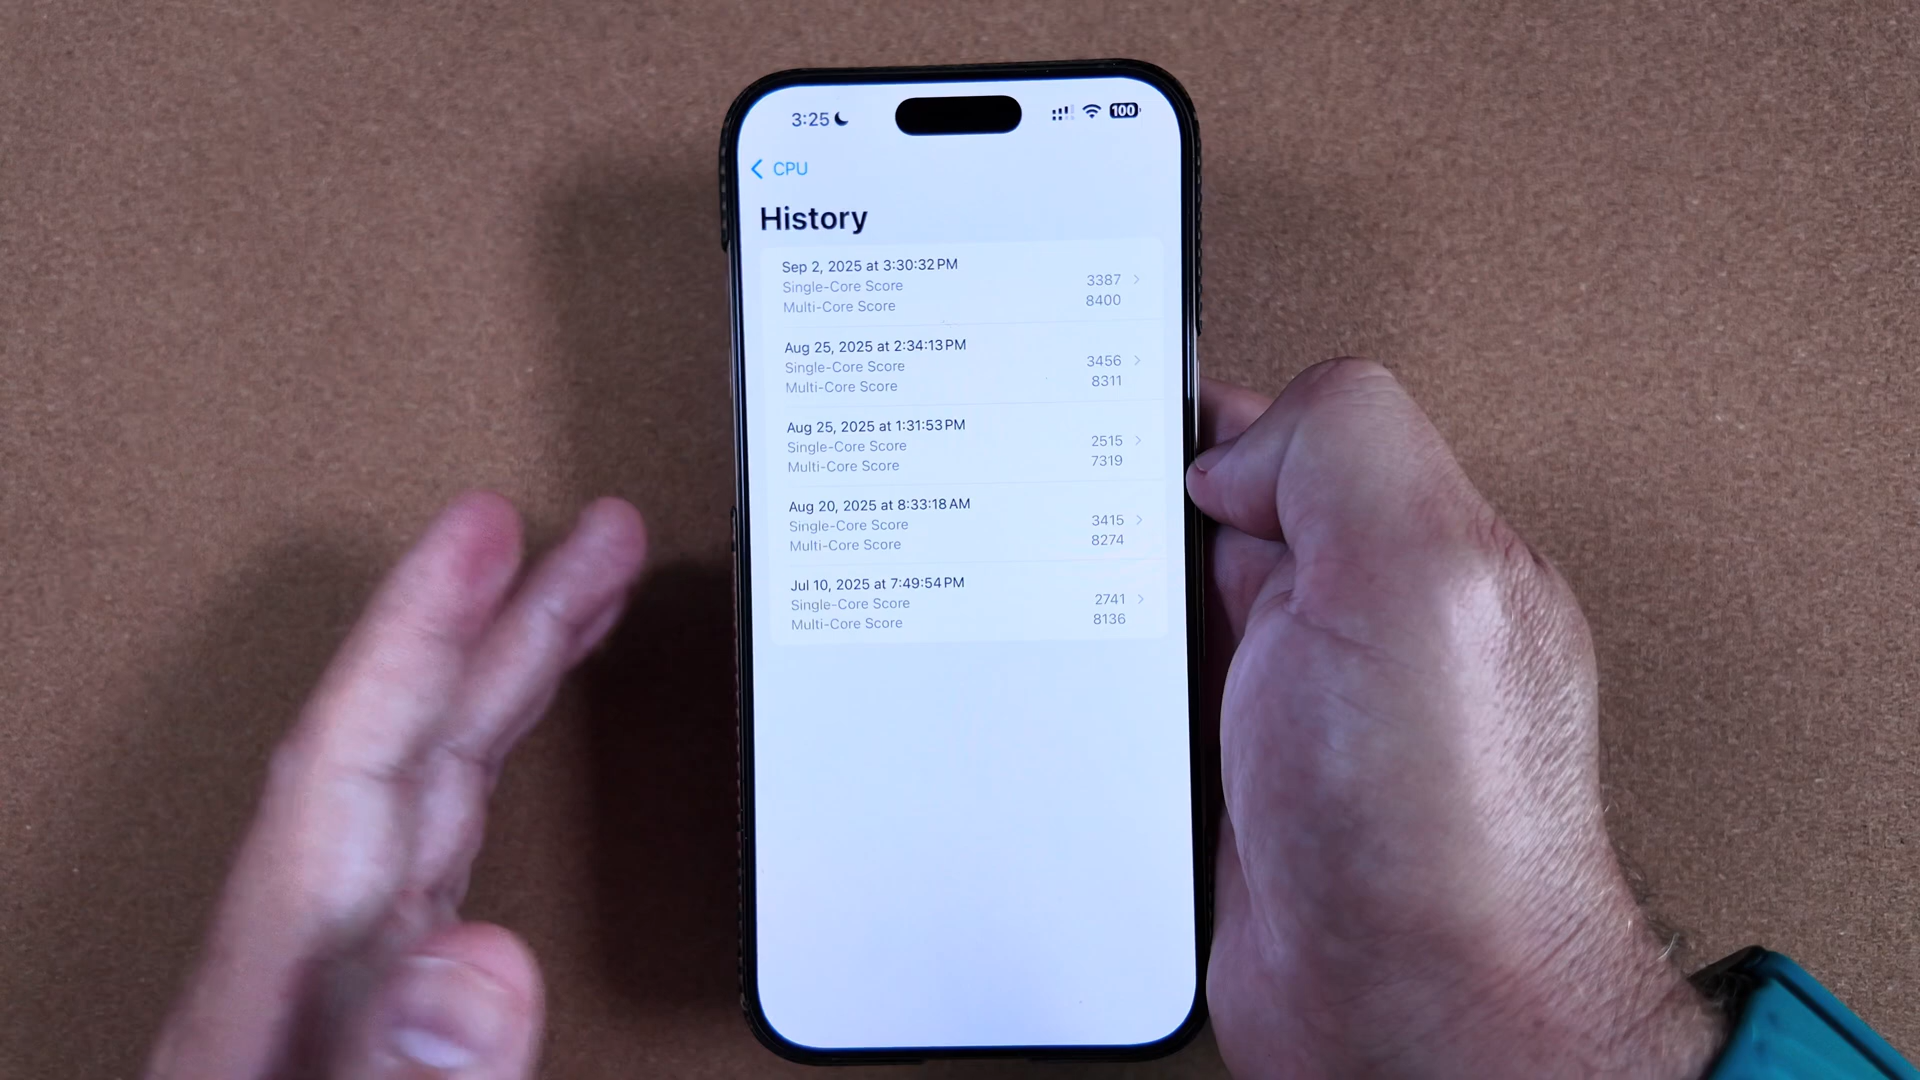 3:25
100
CPU
History
Sep 2, 2025 at 3:30:32 PM
Single-Core Score 3387
Multi-Core Score 8400
Aug 25, 2025 at 2:34:13 PM
Single-Core Score 3456
Multi-Core Score 8311
Aug 25, 2025 at 1:31:53 PM
Single-Core Score 2515
Multi-Core Score 7319
Aug 20, 2025 at 8:33:18 AM
Single-Core Score 3415
Multi-Core Score 8274
Jul 10, 2025 at 7:49:54 PM
Single-Core Score 2741
Multi-Core Score 8136